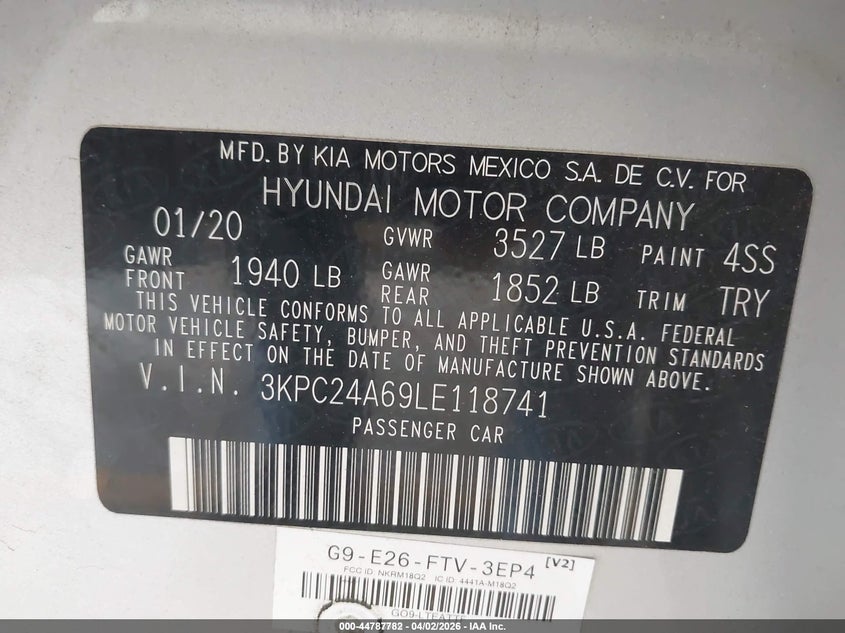 MFD. BY KIA MOTORS MEXICO S.A. DE C.V. FOR
HYUNDAI MOTOR COMPANY
01/20 GVWR 3527 LB PAINT 4SS
GAWR FRONT 1940 LB GAWR REAR 1852 LB TRIM TRY
THIS VEHICLE CONFORMS TO ALL APPLICABLE U.S.A. FEDERAL
MOTOR VEHICLE SAFETY, BUMPER, AND THEFT PREVENTION STANDARDS
IN EFFECT ON THE DATE OF MANUFACTURE SHOWN ABOVE.
V.I.N. 3KPC24A69LE118741
PASSENGER CAR
G9-E26-FTV-3EP4 [V2]
FCC ID: NKRM18Q2 IC ID: 4441A-M18Q2
000-44787782 - 04/02/2026 - IAA Inc.